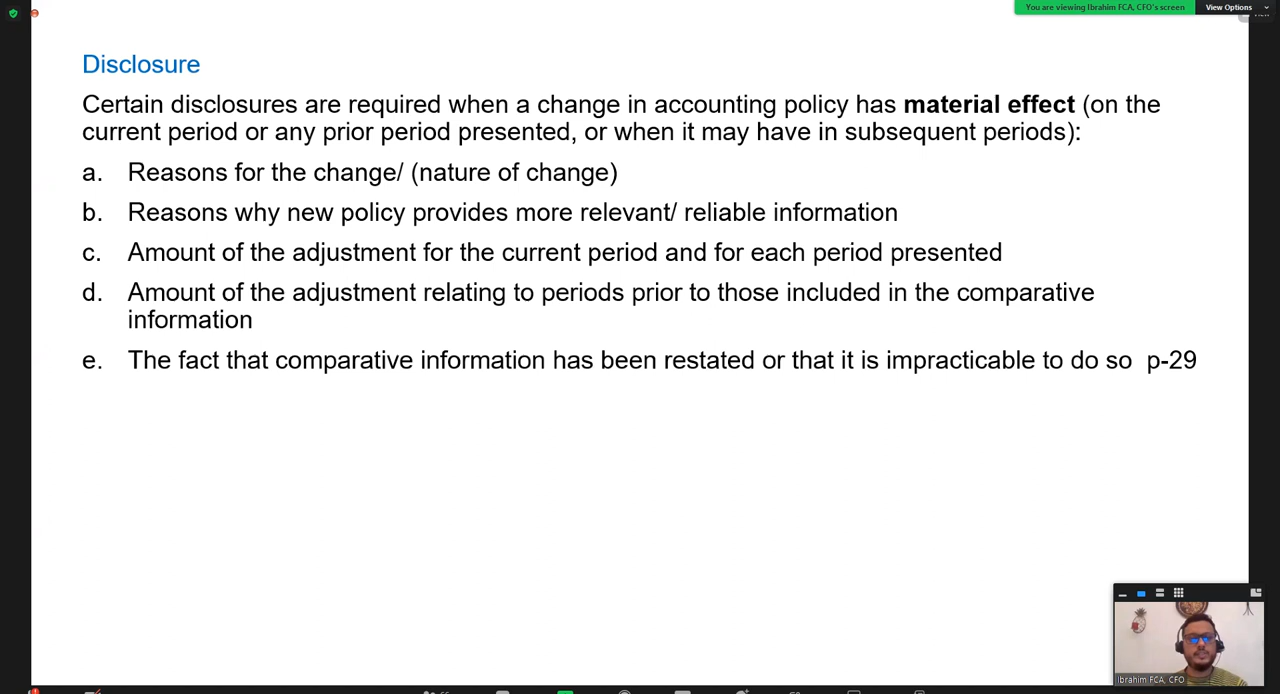 You are viewing Ibrahim FCA, CFO's screen
View Options
Disclosure
Certain disclosures are required when a change in accounting policy has material effect (on the
current period or any prior period presented, or when it may have in subsequent periods):
a. Reasons for the change/ (nature of change)
b. Reasons why new policy provides more relevant/ reliable information
c. Amount of the adjustment for the current period and for each period presented
d. Amount of the adjustment relating to periods prior to those included in the comparative
information
e. The fact that comparative information has been restated or that it is impracticable to do so p-29
Ibrahim FCA, CFO